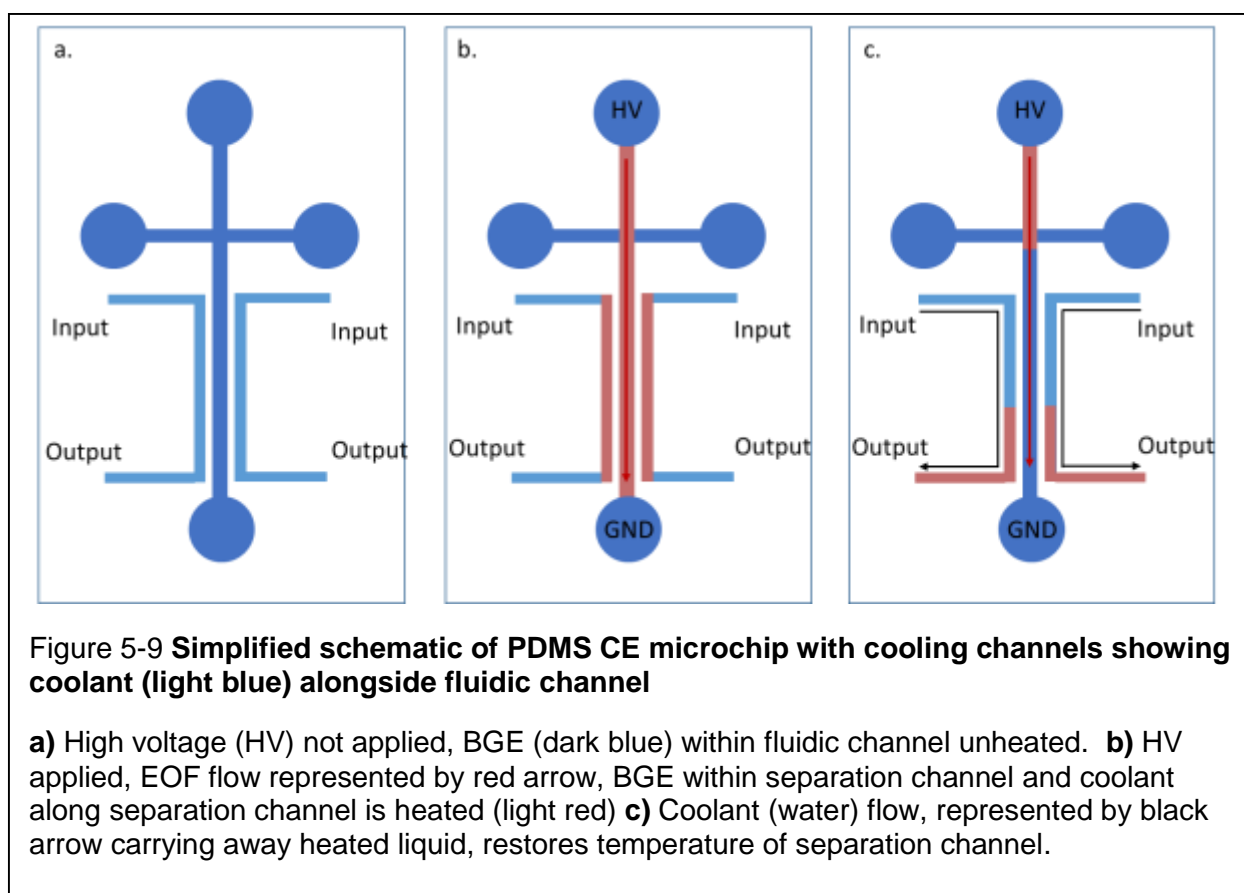 a.
b.
c.
HV
HV
Input
Input
Input
Input
Input
Input
Output
Output
Output
Output
Output
Output
GND
GND
Figure 5-9 Simplified schematic of PDMS CE microchip with cooling channels showing
coolant (light blue) alongside fluidic channel
a) High voltage (HV) not applied, BGE (dark blue) within fluidic channel unheated. b) HV
applied, EOF flow represented by red arrow, BGE within separation channel and coolant
along separation channel is heated (light red) c) Coolant (water) flow, represented by black
arrow carrying away heated liquid, restores temperature of separation channel.